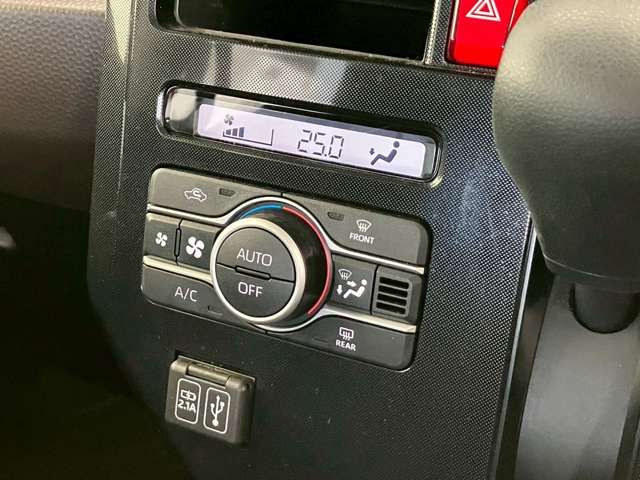 25.0
FRONT
AUTO
OFF
A/C
REAR
2.1A